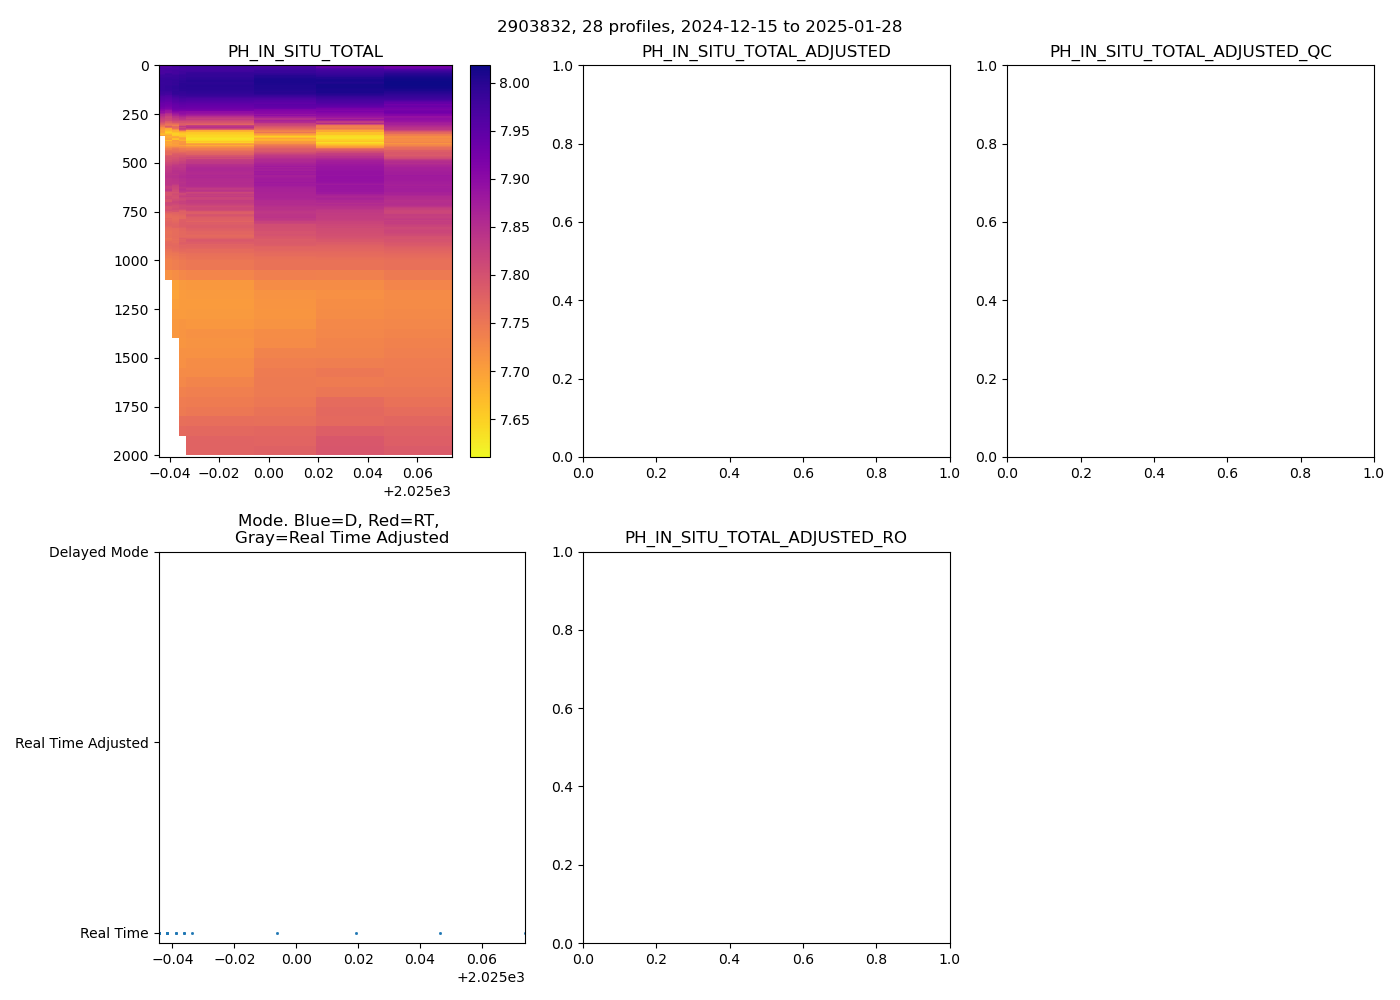 2903832, 28 profiles, 2024-12-15 to 2025-01-28
PH_IN_SITU_TOTAL
0
250
500
750
1000
1250
1500
1750
2000
−0.04 −0.02 0.00 0.02 0.04 0.06
+2.025e3
8.00
7.95
7.90
7.85
7.80
7.75
7.70
7.65
PH_IN_SITU_TOTAL_ADJUSTED
1.0
0.8
0.6
0.4
0.2
0.0
0.0 0.2 0.4 0.6 0.8 1.0
PH_IN_SITU_TOTAL_ADJUSTED_QC
1.0
0.8
0.6
0.4
0.2
0.0
0.0 0.2 0.4 0.6 0.8 1.0
Mode. Blue=D, Red=RT,
Gray=Real Time Adjusted
Delayed Mode
Real Time Adjusted
Real Time
−0.04 −0.02 0.00 0.02 0.04 0.06
+2.025e3
PH_IN_SITU_TOTAL_ADJUSTED_RO
1.0
0.8
0.6
0.4
0.2
0.0
0.0 0.2 0.4 0.6 0.8 1.0